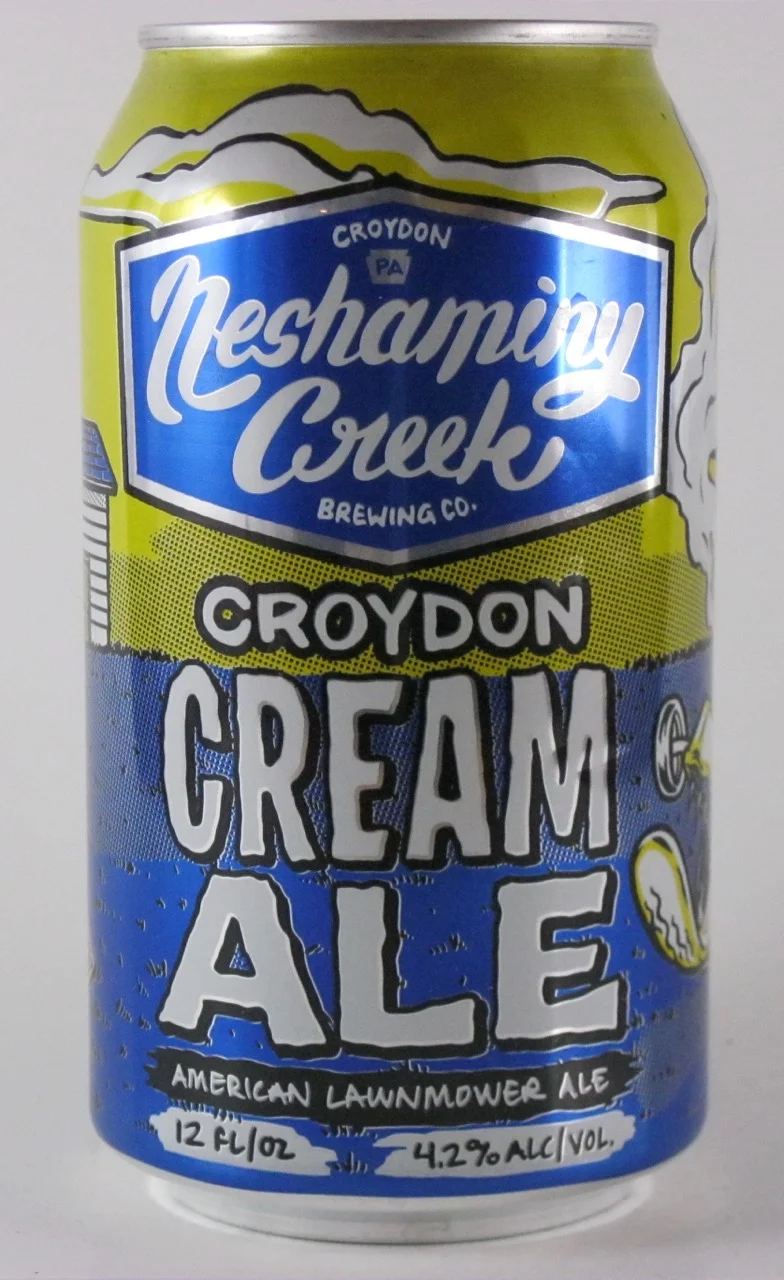 CROYDON
PA
Neshaminy
Creek
BREWING CO.
CROYDON
CREAM
ALE
AMERICAN LAWNMOWER ALE
12 FL/OZ 4.2% ALC/VOL.